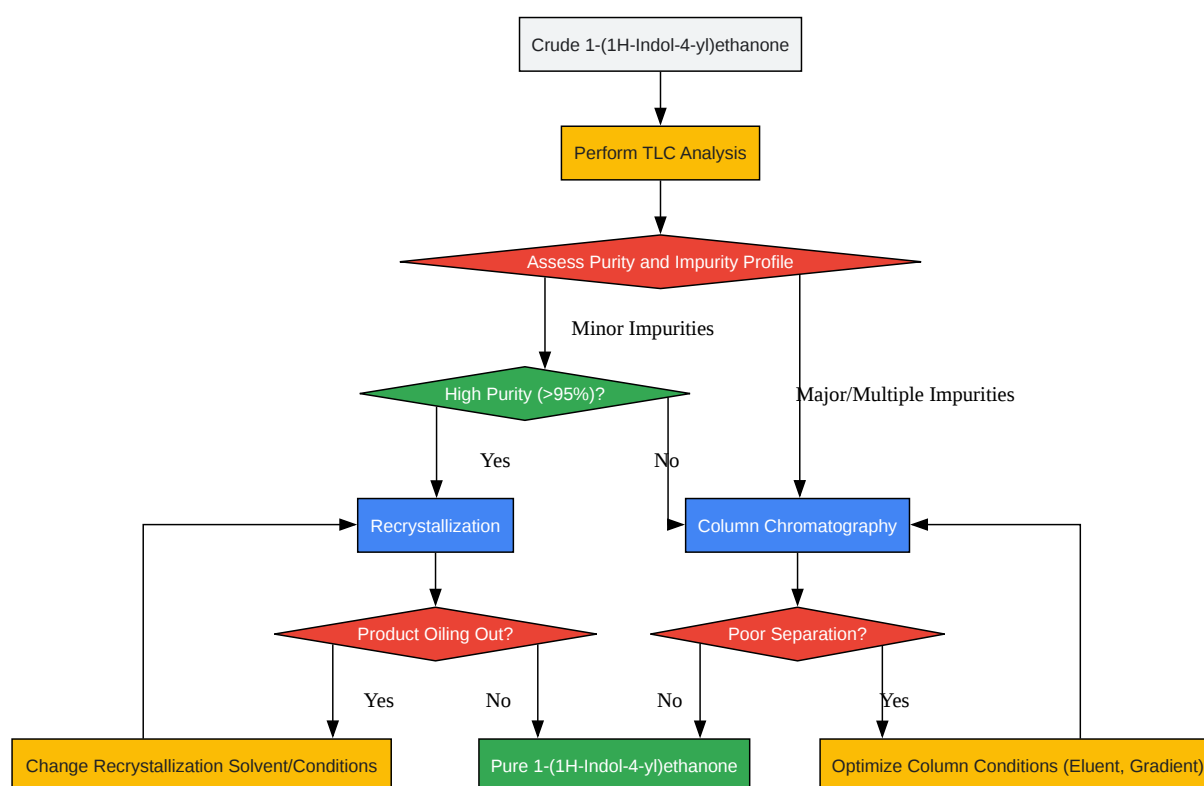 Crude 1-(1H-Indol-4-yl)ethanone
Perform TLC Analysis
Assess Purity and Impurity Profile
Minor Impurities
High Purity (>95%)?
Major/Multiple Impurities
Yes
No
Recrystallization
Column Chromatography
Product Oiling Out?
Poor Separation?
Yes
No
No
Yes
Change Recrystallization Solvent/Conditions
Pure 1-(1H-Indol-4-yl)ethanone
Optimize Column Conditions (Eluent, Gradient)